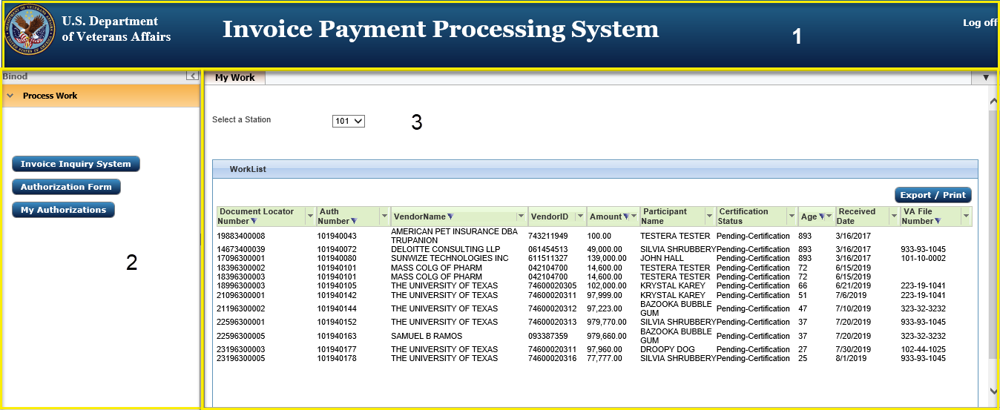 U.S. Department
of Veterans Affairs
Invoice Payment Processing System
1
Log off
Binod
Process Work
Invoice Inquiry System
Authorization Form
My Authorizations
2
My Work
Select a Station 101
3
WorkList
Export / Print
Document Locator Number Auth Number VendorName VendorID Amount Participant Name Certification Status Age Received Date VA File Number
19883400008 101940043 AMERICAN PET INSURANCE DBA TRUPANION 743211949 100.00 TESTERA TESTER Pending-Certification 893 3/16/2017
14673400039 101940072 DELOITTE CONSULTING LLP 061454513 49,000.00 SILVIA SHRUBBERY Pending-Certification 893 3/16/2017 933-93-1045
17096300001 101940080 SUNWIZE TECHNOLOGIES INC 611511327 139,000.00 JOHN HALL Pending-Certification 893 3/16/2017 101-10-0002
18396300002 101940101 MASS COLG OF PHARM 042104700 14,600.00 TESTERA TESTER Pending-Certification 72 6/15/2019
18396300003 101940101 MASS COLG OF PHARM 042104700 14,600.00 TESTERA TESTER Pending-Certification 72 6/15/2019
18996300003 101940105 THE UNIVERSITY OF TEXAS 74600020305 102,000.00 KRYSTAL KAREY Pending-Certification 66 6/21/2019 223-19-1041
21096300001 101940142 THE UNIVERSITY OF TEXAS 74600020311 97,999.00 KRYSTAL KAREY Pending-Certification 51 7/6/2019 223-19-1041
21196300002 101940144 THE UNIVERSITY OF TEXAS 74600020312 97,223.00 BAZOOKA BUBBLE GUM Pending-Certification 47 7/10/2019 323-32-3232
22596300001 101940152 THE UNIVERSITY OF TEXAS 74600020313 979,770.00 SILVIA SHRUBBERY Pending-Certification 37 7/20/2019 933-93-1045
22596300005 101940163 SAMUEL B RAMOS 093387359 979,660.00 BAZOOKA BUBBLE GUM Pending-Certification 37 7/20/2019 323-32-3232
23196300003 101940177 THE UNIVERSITY OF TEXAS 74600020311 97,960.00 DROOPY DOG Pending-Certification 27 7/30/2019 102-44-1025
23196300005 101940178 THE UNIVERSITY OF TEXAS 74600020316 77,777.00 SILVIA SHRUBBERY Pending-Certification 25 8/1/2019 933-93-1045